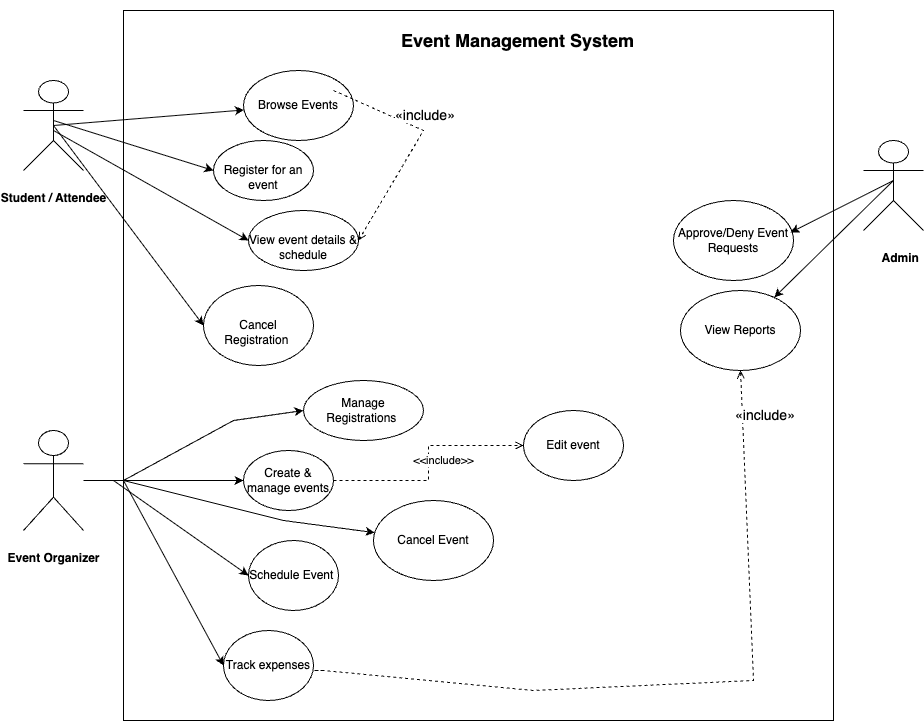 Event Management System
Browse Events
«include»
Register for an
event
Student / Attendee
View event details &
schedule
Approve/Deny Event
Requests
Admin
Cancel
Registration
View Reports
Manage
Registrations
«include»
Edit event
<<include>>
Create &
manage events
Cancel Event
Event Organizer
Schedule Event
Track expenses